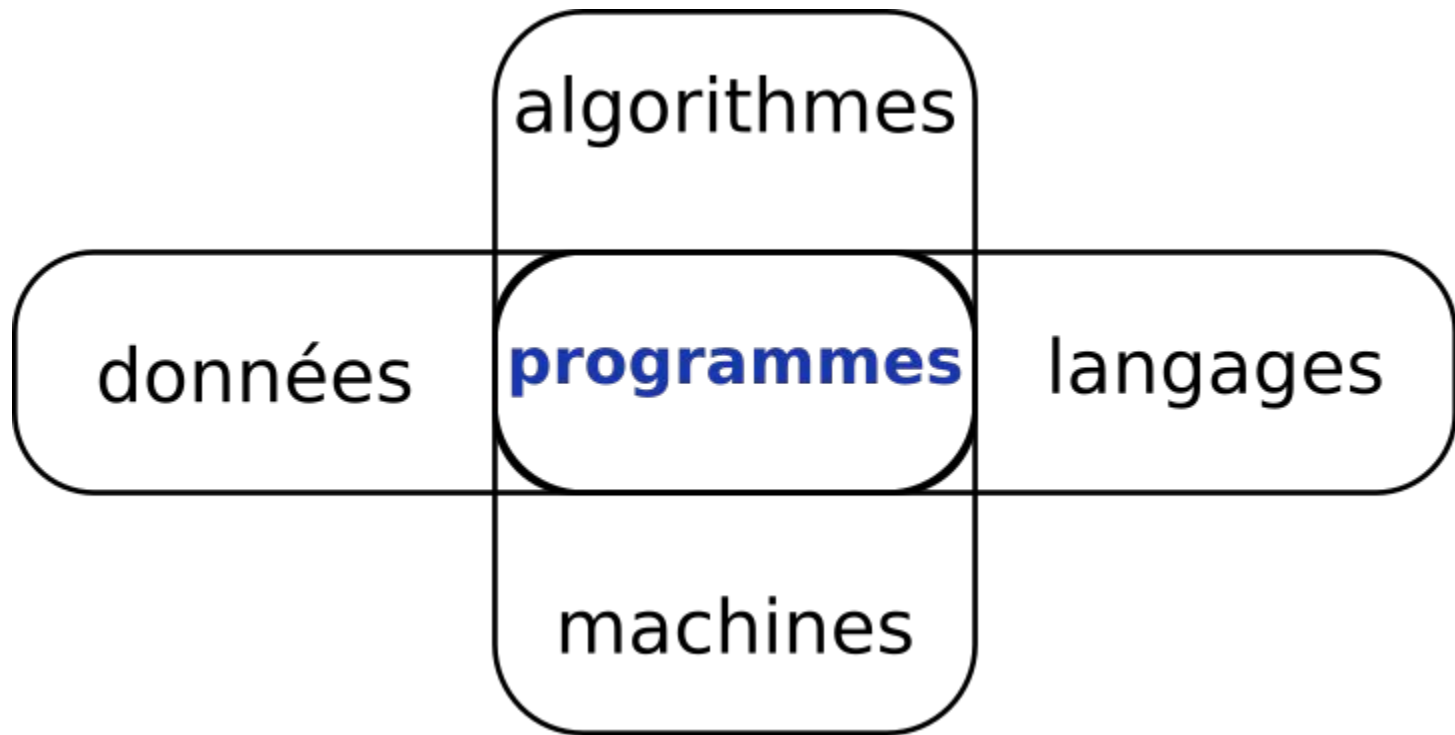 algorithmes
données
programmes
langages
machines